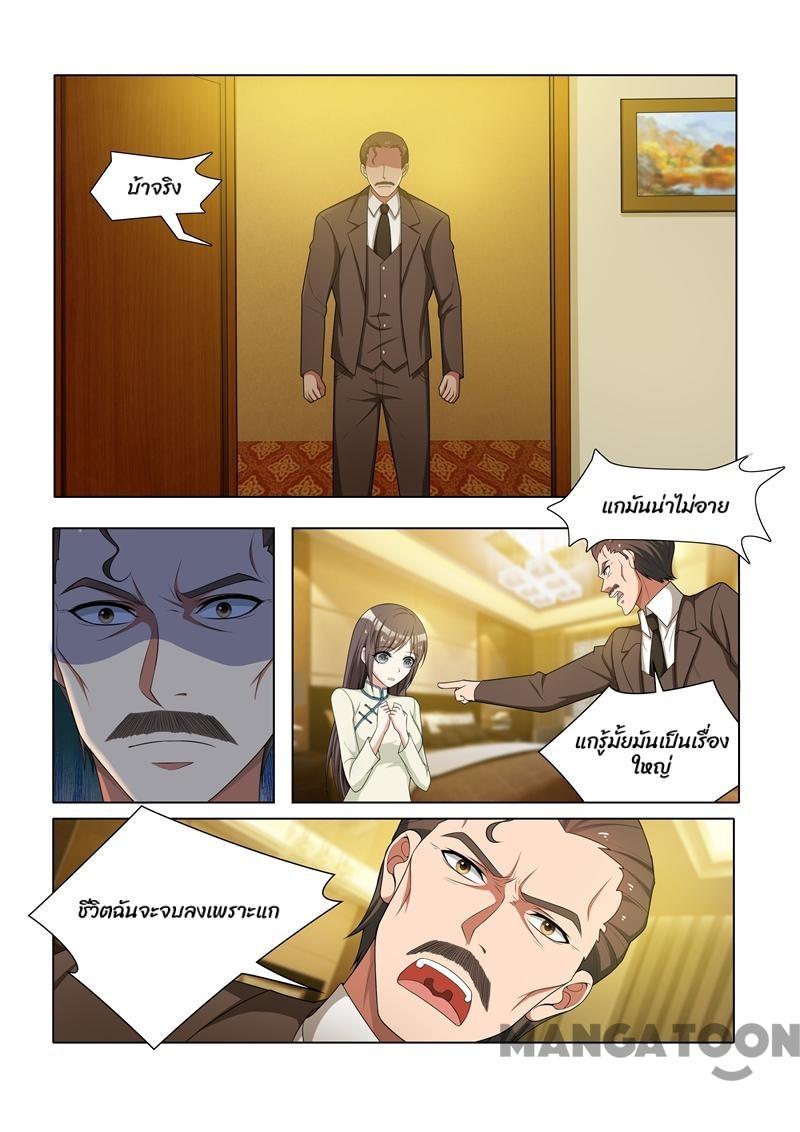 บ้าจริง
แกมันน่าไม่อาย
แกรู้มั้ยมันเป็นเรื่อง
ใหญ่
ชีวิตฉันจะจบลงเพราะแก
MANGATOON